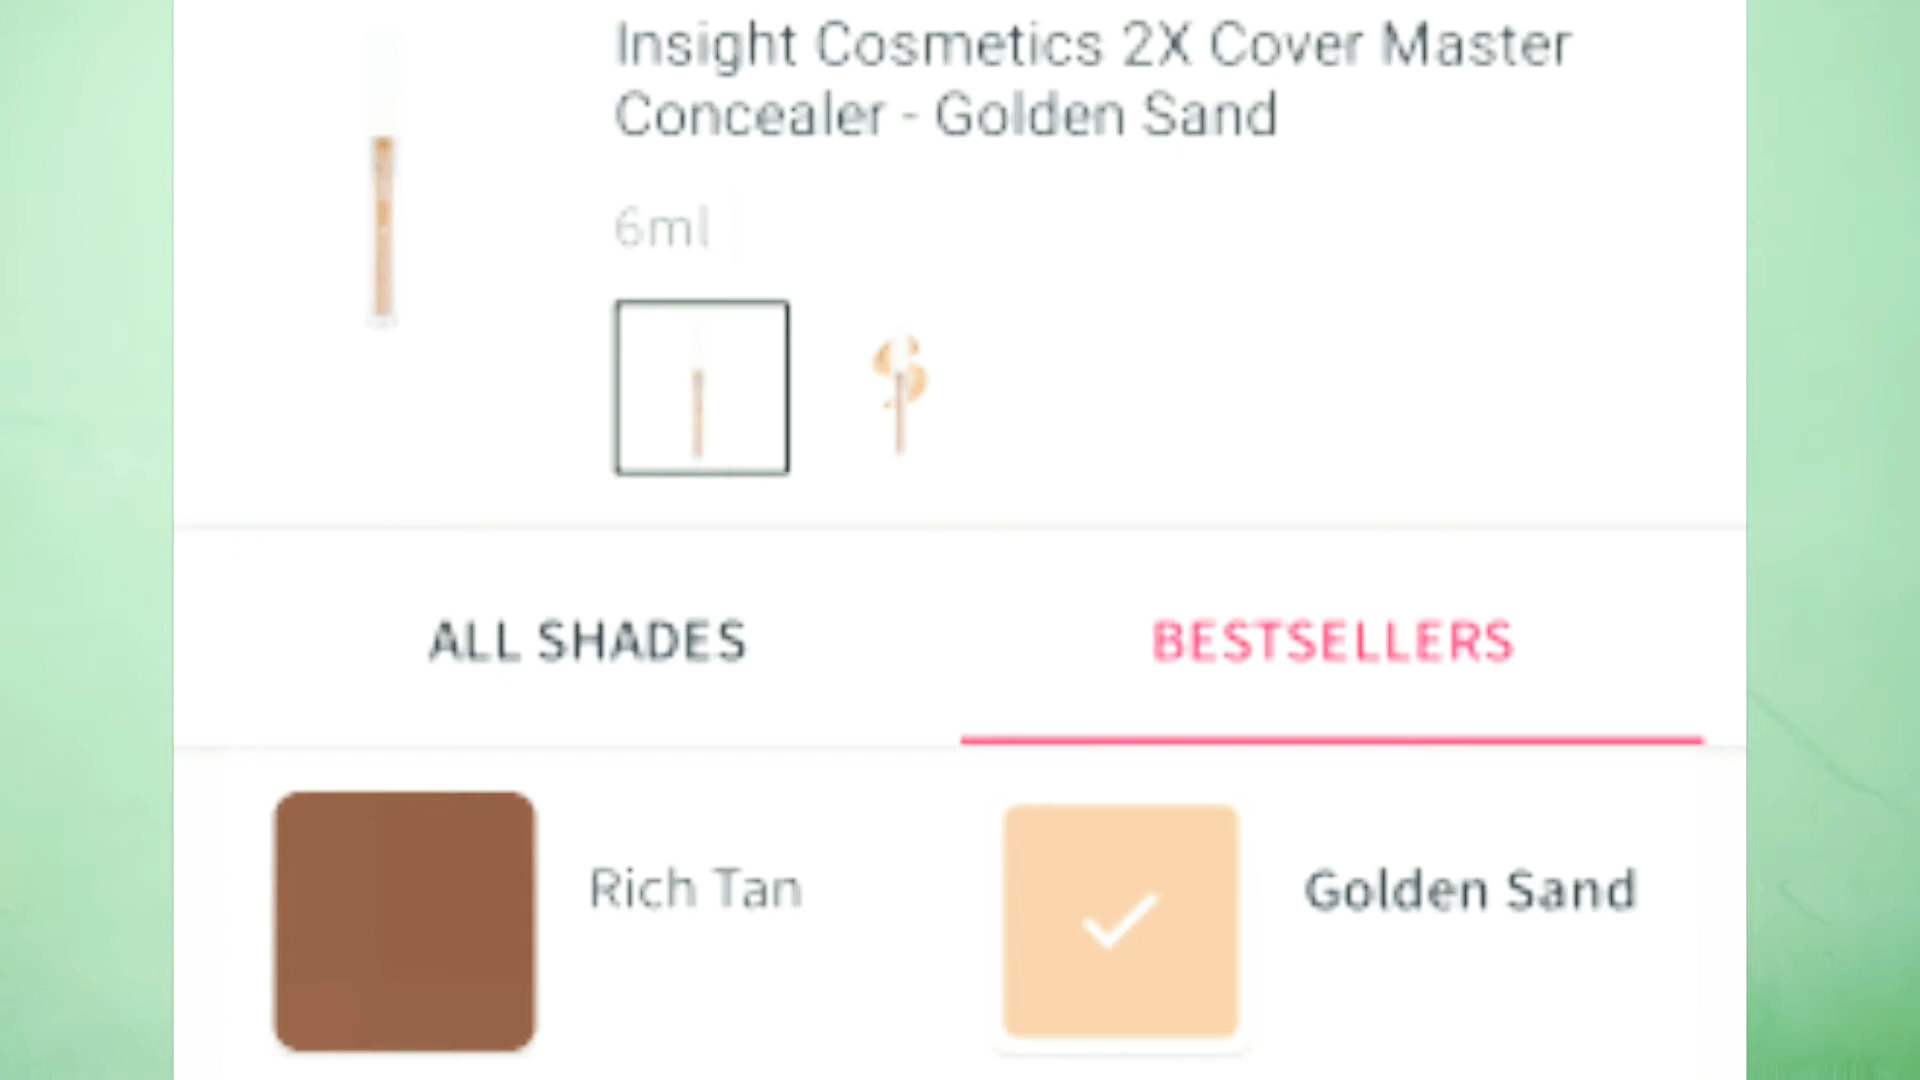 Insight Cosmetics 2X Cover Master
Concealer - Golden Sand
6ml
ALL SHADES
BESTSELLERS
Rich Tan
Golden Sand